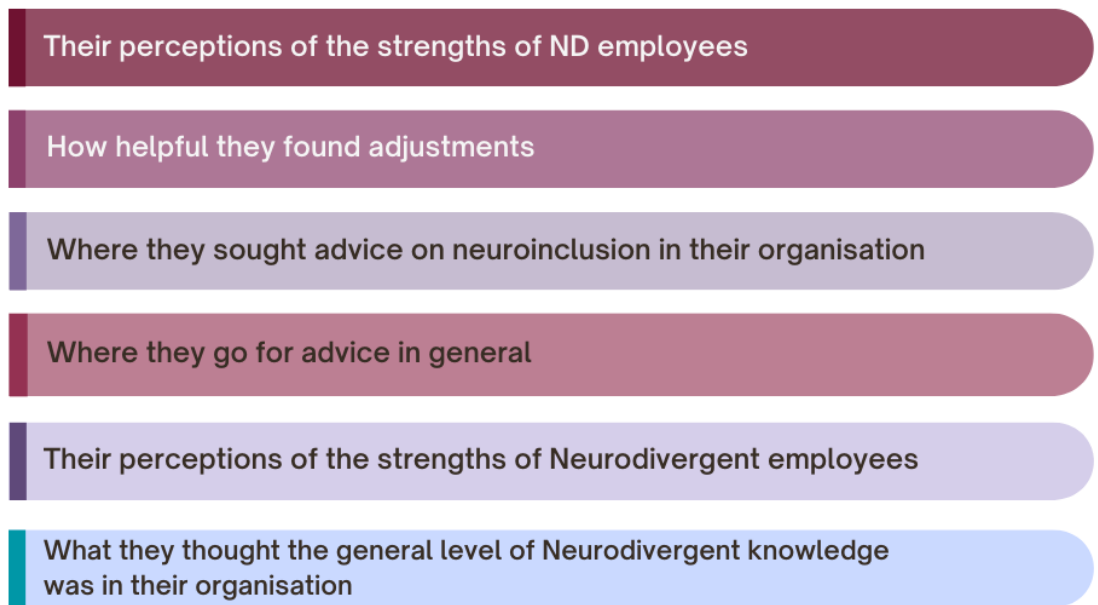 Their perceptions of the strengths of ND employees
How helpful they found adjustments
Where they sought advice on neuroinclusion in their organisation
Where they go for advice in general
Their perceptions of the strengths of Neurodivergent employees
What they thought the general level of Neurodivergent knowledge
was in their organisation